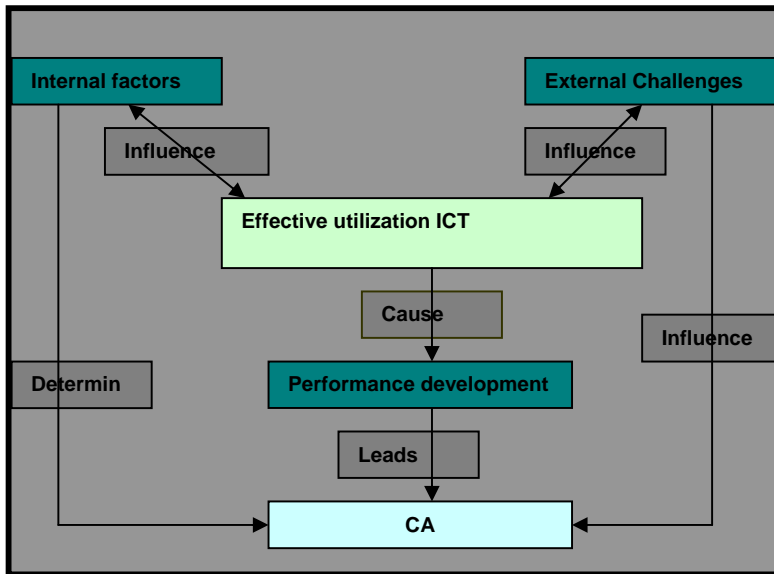 Internal factors
External Challenges
Influence
Influence
Effective utilization ICT
Cause
Influence
Determin
Performance development
Leads
CA